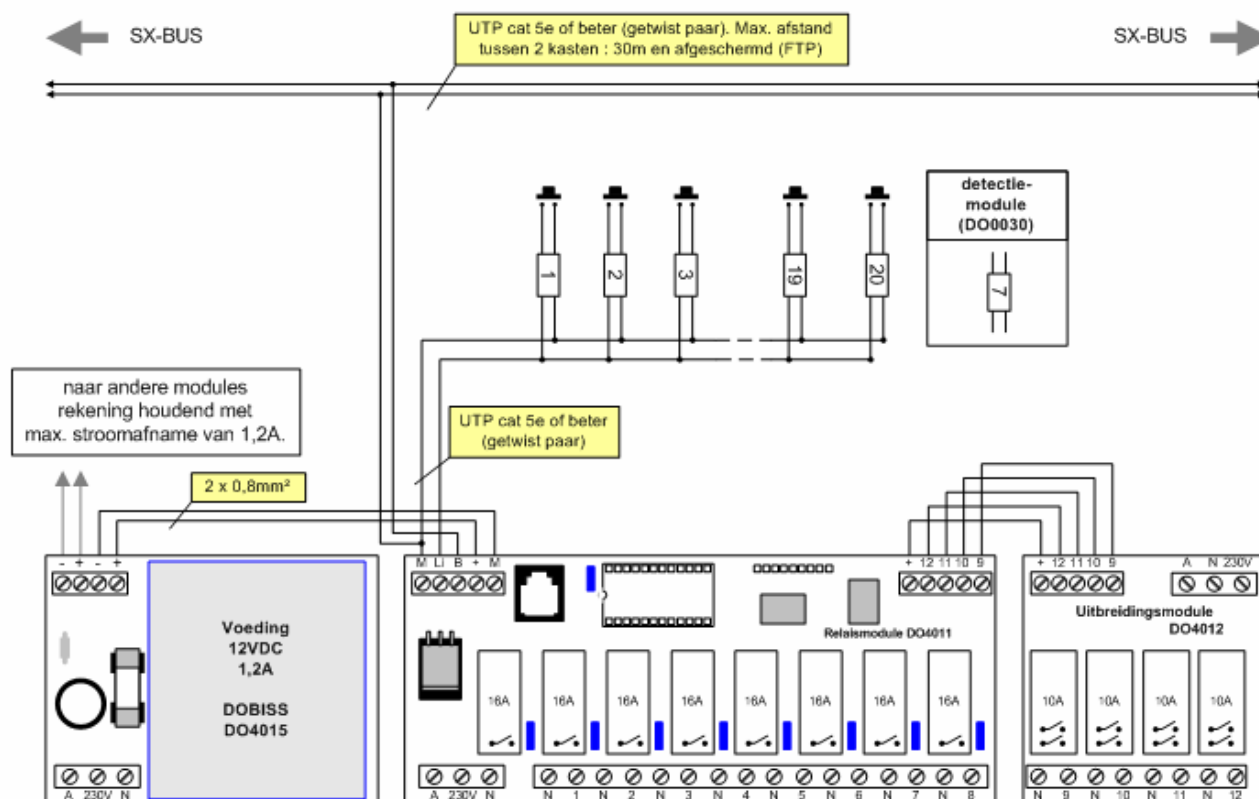 SX-BUS
UTP cat 5e of beter (getwist paar). Max. afstand
tussen 2 kasten : 30m en afgeschermd (FTP)
SX-BUS
detectie-
module
(DO0030)
1
2
3
19
20
7
naar andere modules
rekening houdend met
max. stroomafname van 1,2A.
UTP cat 5e of beter
(getwist paar)
2 x 0,8mm²
- + - +
M LI B + M
+ 12 11 10 9
+ 12 11 10 9
A N 230V
Voeding
12VDC
1,2A
DOBISS
DO4015
Relaismodule DO4011
Uitbreidingsmodule
DO4012
16A 16A 16A 16A 16A 16A 16A 16A
10A 10A 10A 10A
A 230V N
A 230V N
N 1 N 2 N 3 N 4 N 5 N 6 N 7 N 8
N 9 N 10 N 11 N 12